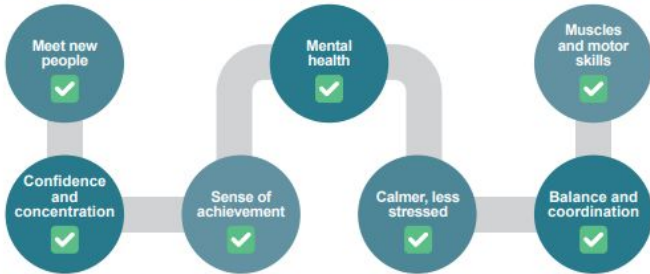 Meet new
people
Confidence
and
concentration
Sense of
achievement
Mental
health
Calmer, less
stressed
Balance and
coordination
Muscles
and motor
skills